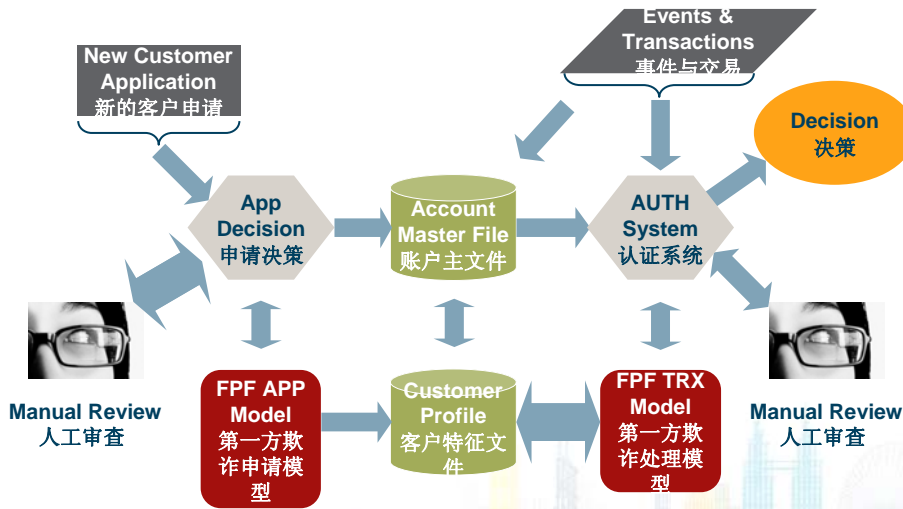 New Customer
Application
新的客户申请
Events &
Transactions
事件与交易
Decision
决策
App
Decision
申请决策
Account
Master File
账户主文件
AUTH
System
认证系统
Manual Review
人工审查
FPF APP
Model
第一方欺
诈申请模
型
Customer
Profile
客户特征文
件
FPF TRX
Model
第一方欺
诈处理模
型
Manual Review
人工审查